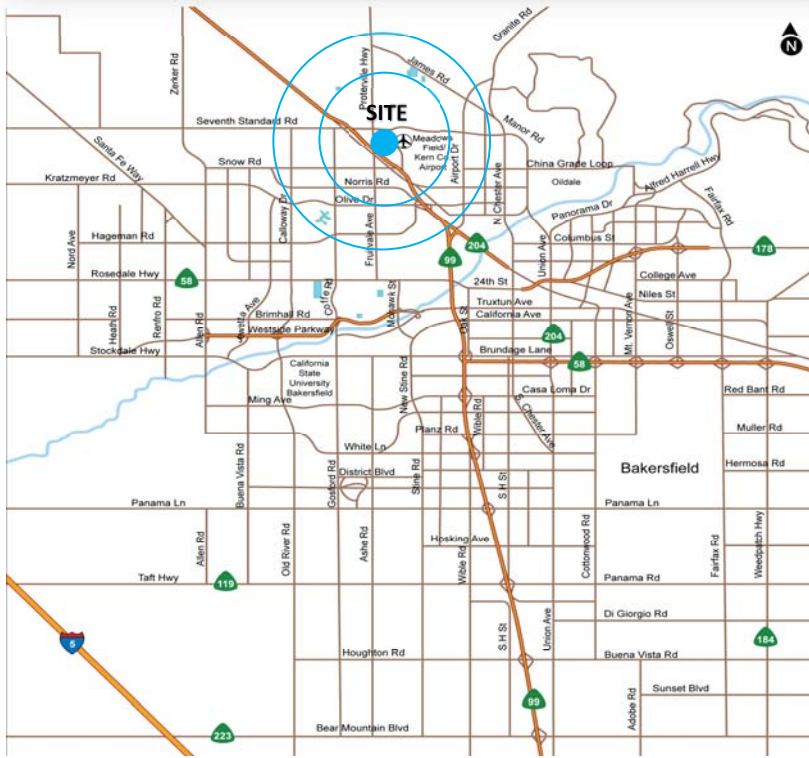 Granite Rd
Zerker Rd
Proterville Hwy
N
James Rd
SITE
Seventh Standard Rd
Manor Rd
Meadows
Field/
Kern Co.
Airport
Airport Dr
Santa Fe Way
Snow Rd
China Grade Loop
Alfred Harrell Hwy
Kratzmeyer Rd
Norris Rd
Oildale
Olive Dr
N. Chester Ave
Panorama Dr
Fairfax Rd
Calloway Dr
Fruitvale Ave
Nord Ave
Hageman Rd
Columbus St
204
178
Union Ave
99
Rosedale Hwy
58
College Ave
24th St
Niles St
Coffe Rd
Heath Rd
Renfro Rd
Allen Rd
Jewetta Ave
Brimhall Rd
Mohawk St
Truxtun Ave
California Ave
Oak St
Mt. Vernon Ave
Oswell St
Westside Parkway
204
Stockdale Hwy
Brundage Lane
58
California
State
University
Bakersfield
New Stine Rd
Casa Loma Dr
Red Bant Rd
Ming Ave
Wible Rd
S. Chester Ave
Planz Rd
Muller Rd
White Ln
Bakersfield
Hermosa Rd
District Blvd
Buena Vista Rd
Gosford Rd
Stine Rd
S H St
Panama Ln
Panama Ln
Allen Rd
Old River Rd
Ashe Rd
Hosking Ave
Wible Rd
Cottonwood Rd
Fairfax Rd
Weedpatch Hwy
Taft Hwy
119
Panama Rd
Di Giorgio Rd
5
S H St
Union Ave
184
Houghton Rd
Buena Vista Rd
Sunset Blvd
99
Adobe Rd
223
Bear Mountain Blvd